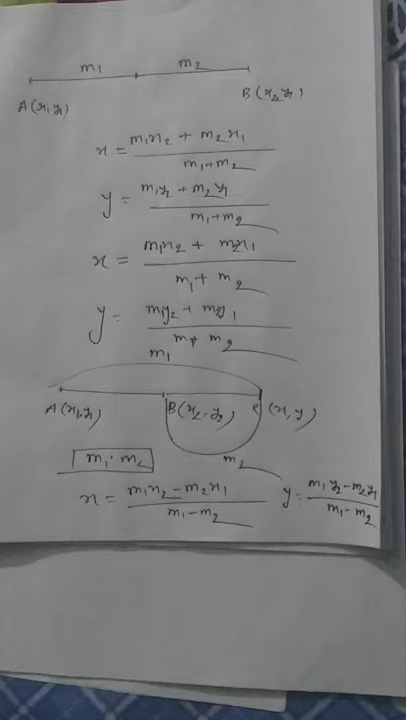 m₁ m₂
A(x₁,y₁) B(x₂,y₂)
x = m₁x₂ + m₂x₁ / m₁+m₂
y = m₁y₂ + m₂y₁ / m₁+m₂
x = m₁x₂ + m₂x₁ / m₁+ m₂
y = m₁y₂ + m₂y₁ / m₁+ m₂
m₁
A(x₁,y₁) B(x₂,y₂) C (x,y)
m₁ : m₂
m₂
x = m₁x₂ - m₂x₁ / m₁-m₂ y = m₁y₂-m₂y₁ / m₁-m₂